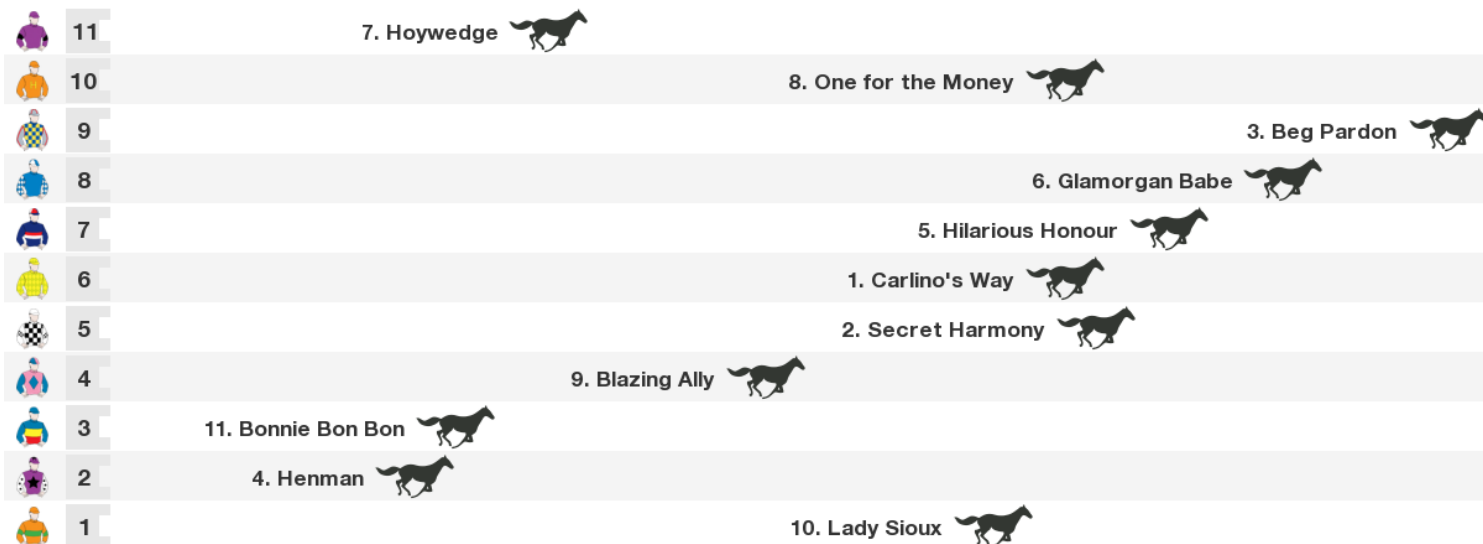 11 7. Hoywedge
10 8. One for the Money
9 3. Beg Pardon
8 6. Glamorgan Babe
7 5. Hilarious Honour
6 1. Carlino's Way
5 2. Secret Harmony
4 9. Blazing Ally
3 11. Bonnie Bon Bon
2 4. Henman
1 10. Lady Sioux